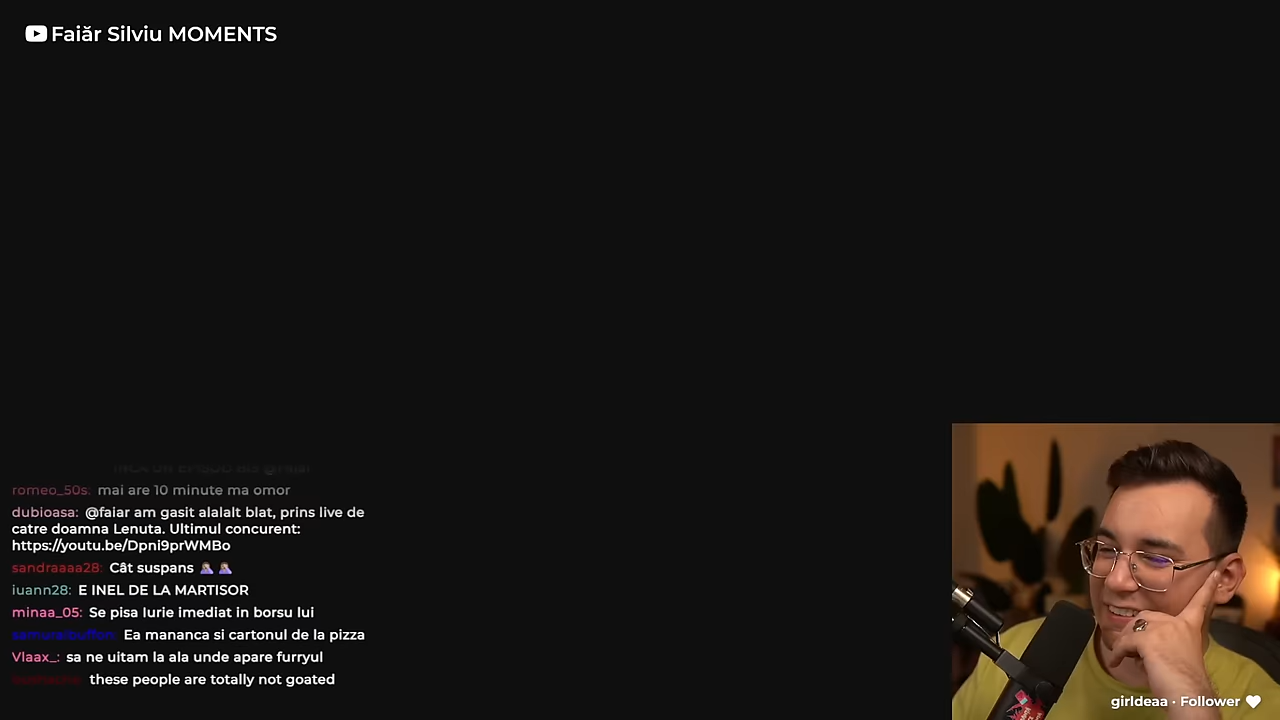 Faiăr Silviu MOMENTS
romeo_50s: mai are 10 minute ma omor
dubioasa: @faiar am gasit alalalt blat, prins live de
catre doamna Lenuta. Ultimul concurent:
https://youtu.be/Dpni9prWMBo
sandraaaa28: Cât suspans
iuann28: E INEL DE LA MARTISOR
minaa_05: Se pisa Iurie imediat in borsu lui
samuraibuffon: Ea mananca si cartonul de la pizza
Vlaax_: sa ne uitam la ala unde apare furryul
these people are totally not goated
girldeaa · Follower